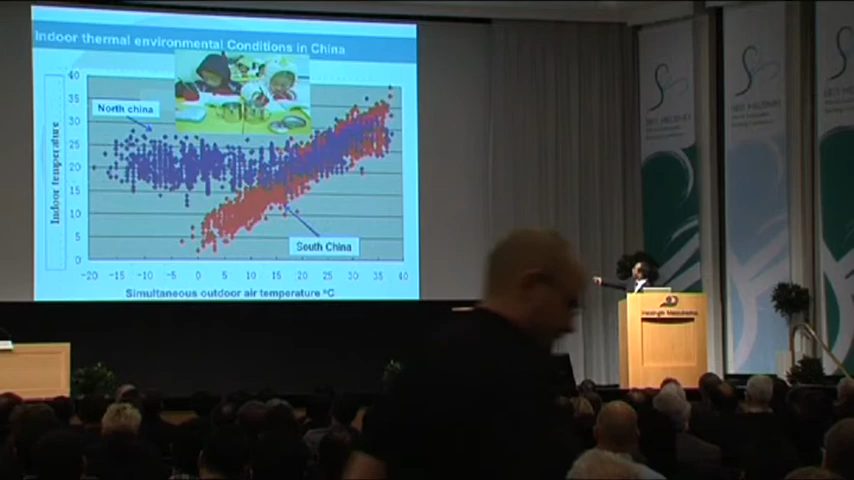 Indoor thermal environmental Conditions in China
North china
South China
Indoor temperature
40
35
30
25
20
15
10
5
0
-20 -15 -10 -5 0 5 10 15 20 25 30 35 40
Simultaneous outdoor air temperature °C